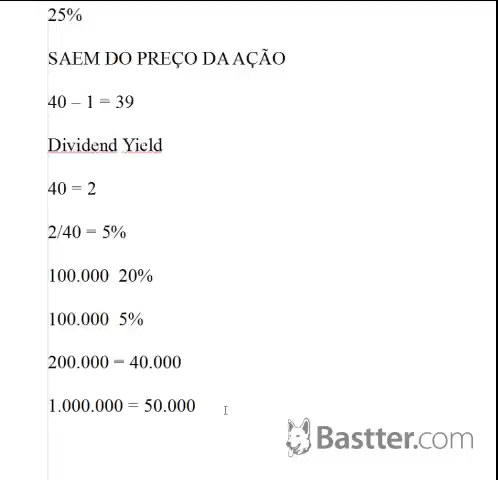 25%
SAEM DO PREÇO DA AÇÃO
40 – 1 = 39
Dividend Yield
40 = 2
2/40 = 5%
100.000 20%
100.000 5%
200.000 = 40.000
1.000.000 = 50.000
Bastter.com